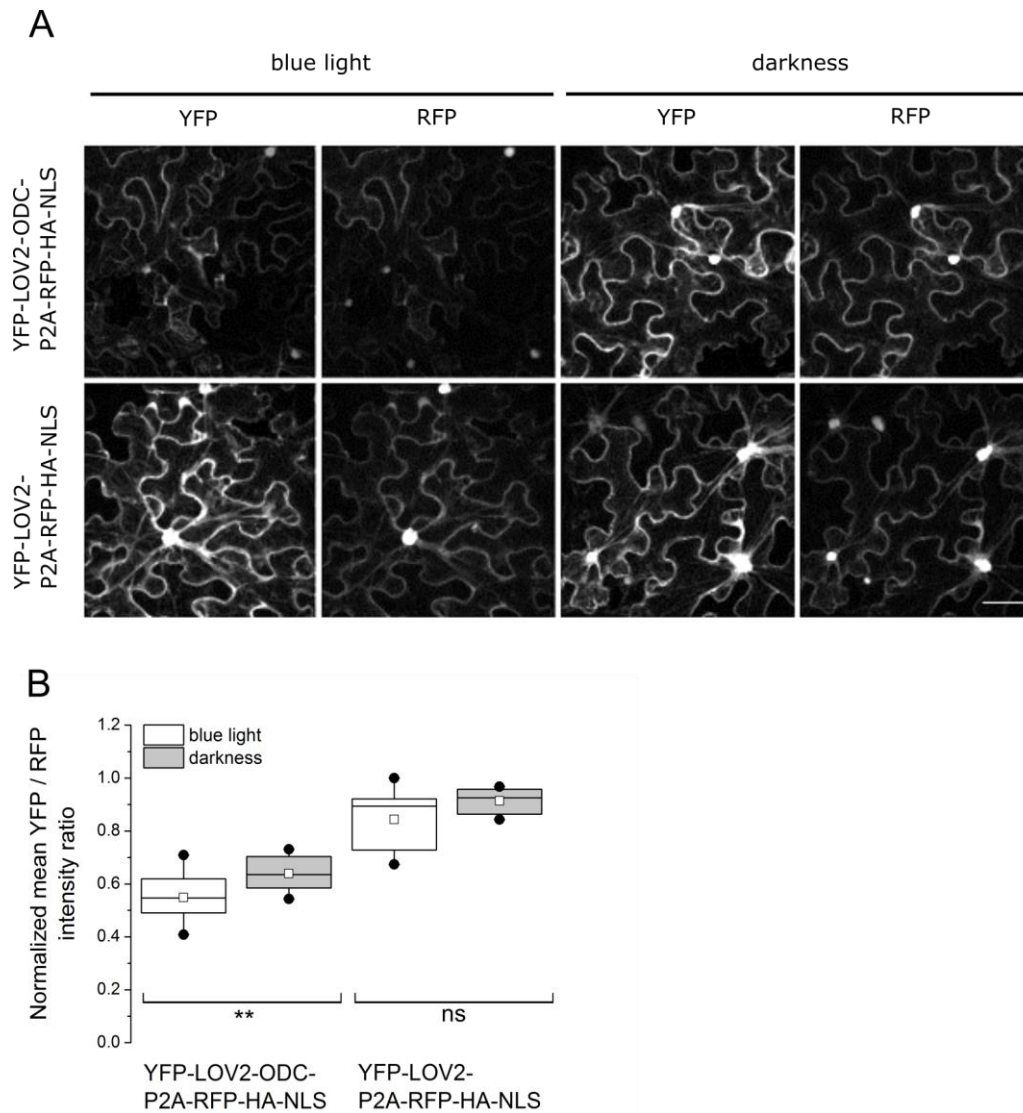 A
blue light darkness
YFP RFP YFP RFP
YFP-LOV2-ODC-
P2A-RFP-HA-NLS
YFP-LOV2-
P2A-RFP-HA-NLS
B
Normalized mean YFP / RFP
intensity ratio
1.2
1.0
0.8
0.6
0.4
0.2
0.0
blue light
darkness
** ns
YFP-LOV2-ODC-
P2A-RFP-HA-NLS
YFP-LOV2-
P2A-RFP-HA-NLS